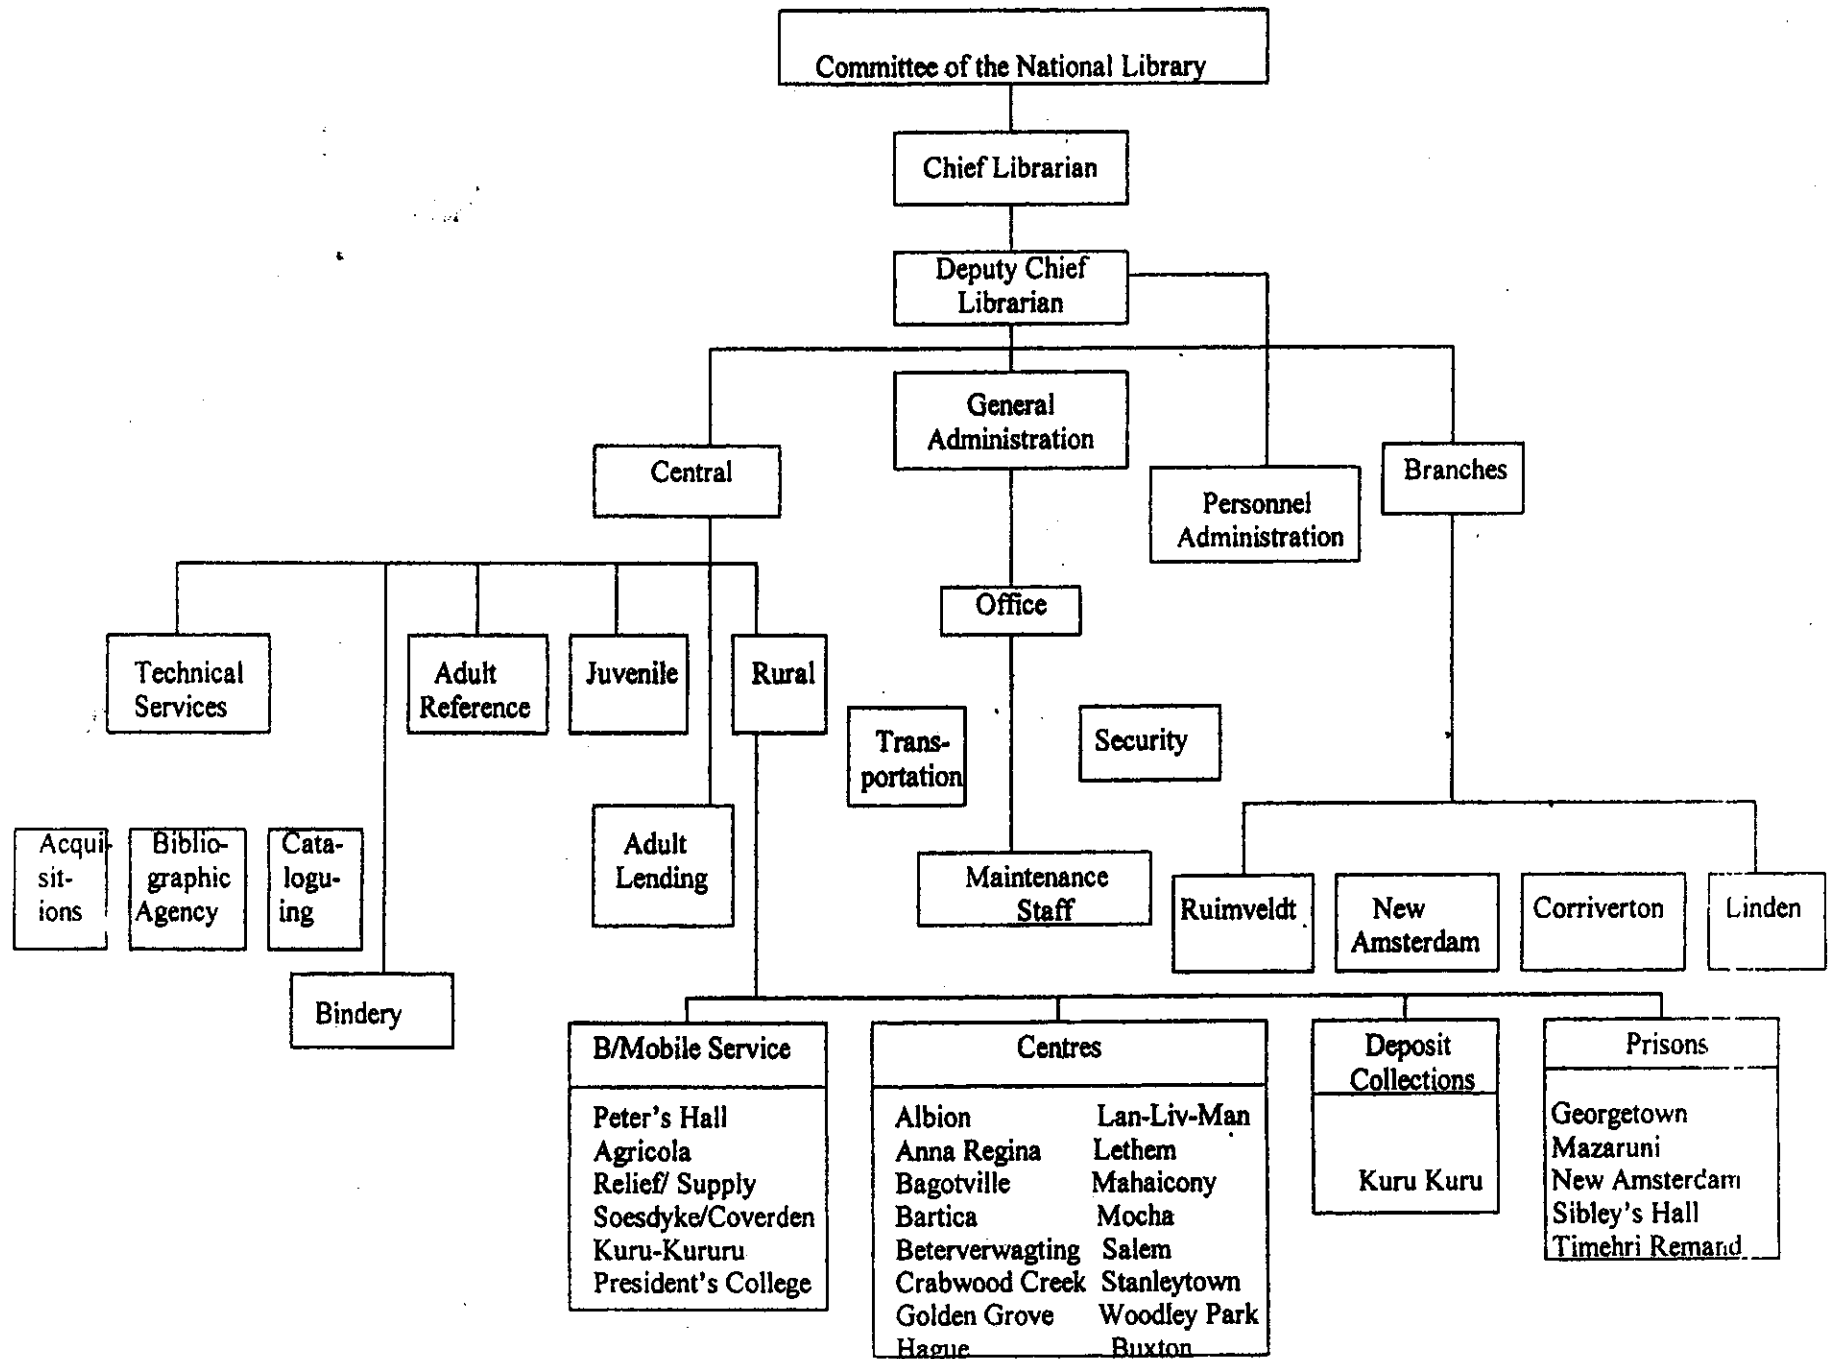 Committee of the National Library
Chief Librarian
Deputy Chief
Librarian
General
Administration
Central
Branches
Personnel
Administration
Office
Technical
Services
Adult
Reference
Juvenile
Rural
Trans-
portation
Security
Acqui-
sit-
ions
Biblio-
graphic
Agency
Cata-
logu-
ing
Adult
Lending
Maintenance
Staff
Ruimveldt
New
Amsterdam
Corriverton
Linden
Bindery
B/Mobile Service
Peter's Hall
Agricola
Relief/ Supply
Soesdyke/Coverden
Kuru-Kururu
President's College
Centres
Albion Lan-Liv-Man
Anna Regina Lethem
Bagotville Mahaicony
Bartica Mocha
Beterverwagting Salem
Crabwood Creek Stanleytown
Golden Grove Woodley Park
Hague Buxton
Deposit
Collections
Kuru Kuru
Prisons
Georgetown
Mazaruni
New Amsterdam
Sibley's Hall
Timehri Remand